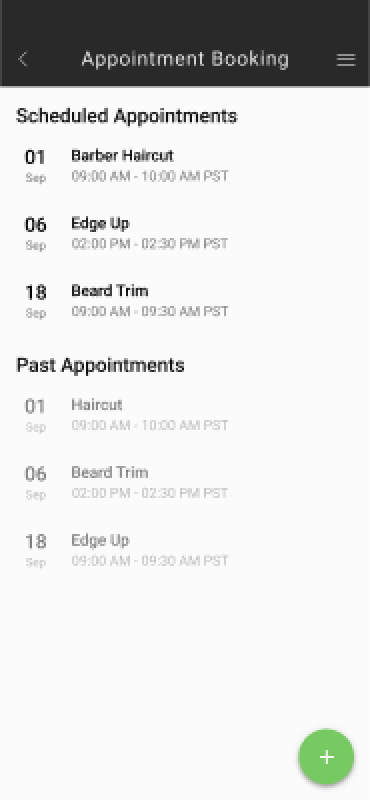 Appointment Booking
Scheduled Appointments
01 Barber Haircut
Sep 09:00 AM - 10:00 AM PST
06 Edge Up
Sep 02:00 PM - 02:30 PM PST
18 Beard Trim
Sep 09:00 AM - 09:30 AM PST
Past Appointments
01 Haircut
Sep 09:00 AM - 10:00 AM PST
06 Beard Trim
Sep 02:00 PM - 02:30 PM PST
18 Edge Up
Sep 09:00 AM - 09:30 AM PST
+